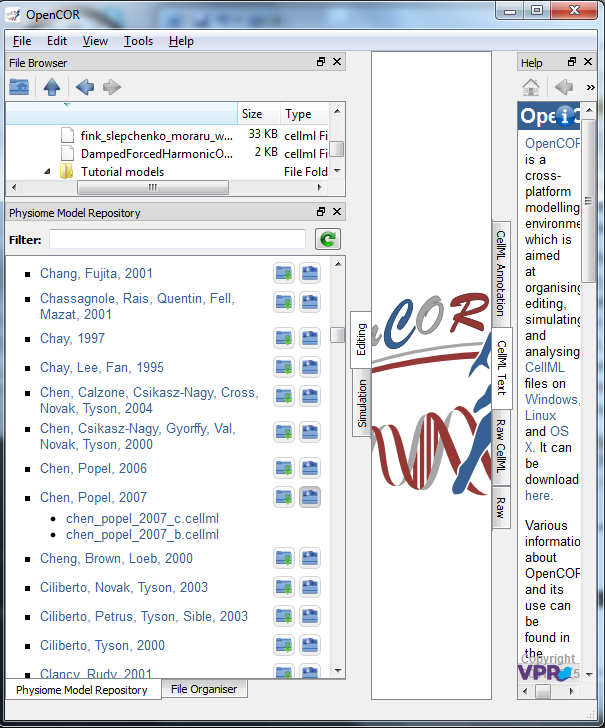 OpenCOR
File Edit View Tools Help
File Browser
Size Type
fink_slepchenko_moraru_w... 33 KB cellml Fi
DampedForcedHarmonicO... 2 KB cellml Fi
Tutorial models File Fold
Physiome Model Repository
Filter:
Chang, Fujita, 2001
Chassagnole, Rais, Quentin, Fell,
Mazat, 2001
Chay, 1997
Chay, Lee, Fan, 1995
Chen, Calzone, Csikasz-Nagy, Cross,
Novak, Tyson, 2004
Chen, Csikasz-Nagy, Gyorffy, Val,
Novak, Tyson, 2000
Chen, Popel, 2006
Chen, Popel, 2007
chen_popel_2007_c.cellml
chen_popel_2007_b.cellml
Cheng, Brown, Loeb, 2000
Ciliberto, Novak, Tyson, 2003
Ciliberto, Petrus, Tyson, Sible, 2003
Ciliberto, Tyson, 2000
Clancy, Rudy, 2001
Physiome Model Repository
File Organiser
Editing
Simulation
nCOR
CellML Annotation
CellML Text
Raw CellML
Raw
Help
»
OpenCOR
is a
cross-
platform
modelling
environme
which is
aimed
at
organising
editing,
simulating
and
analysing
CellML
files on
Windows,
Linux
and OS
X. It can
be
download
here.
Various
informatio
about
OpenCOR
and its
use can
be
found in
the
Copyright
VPR